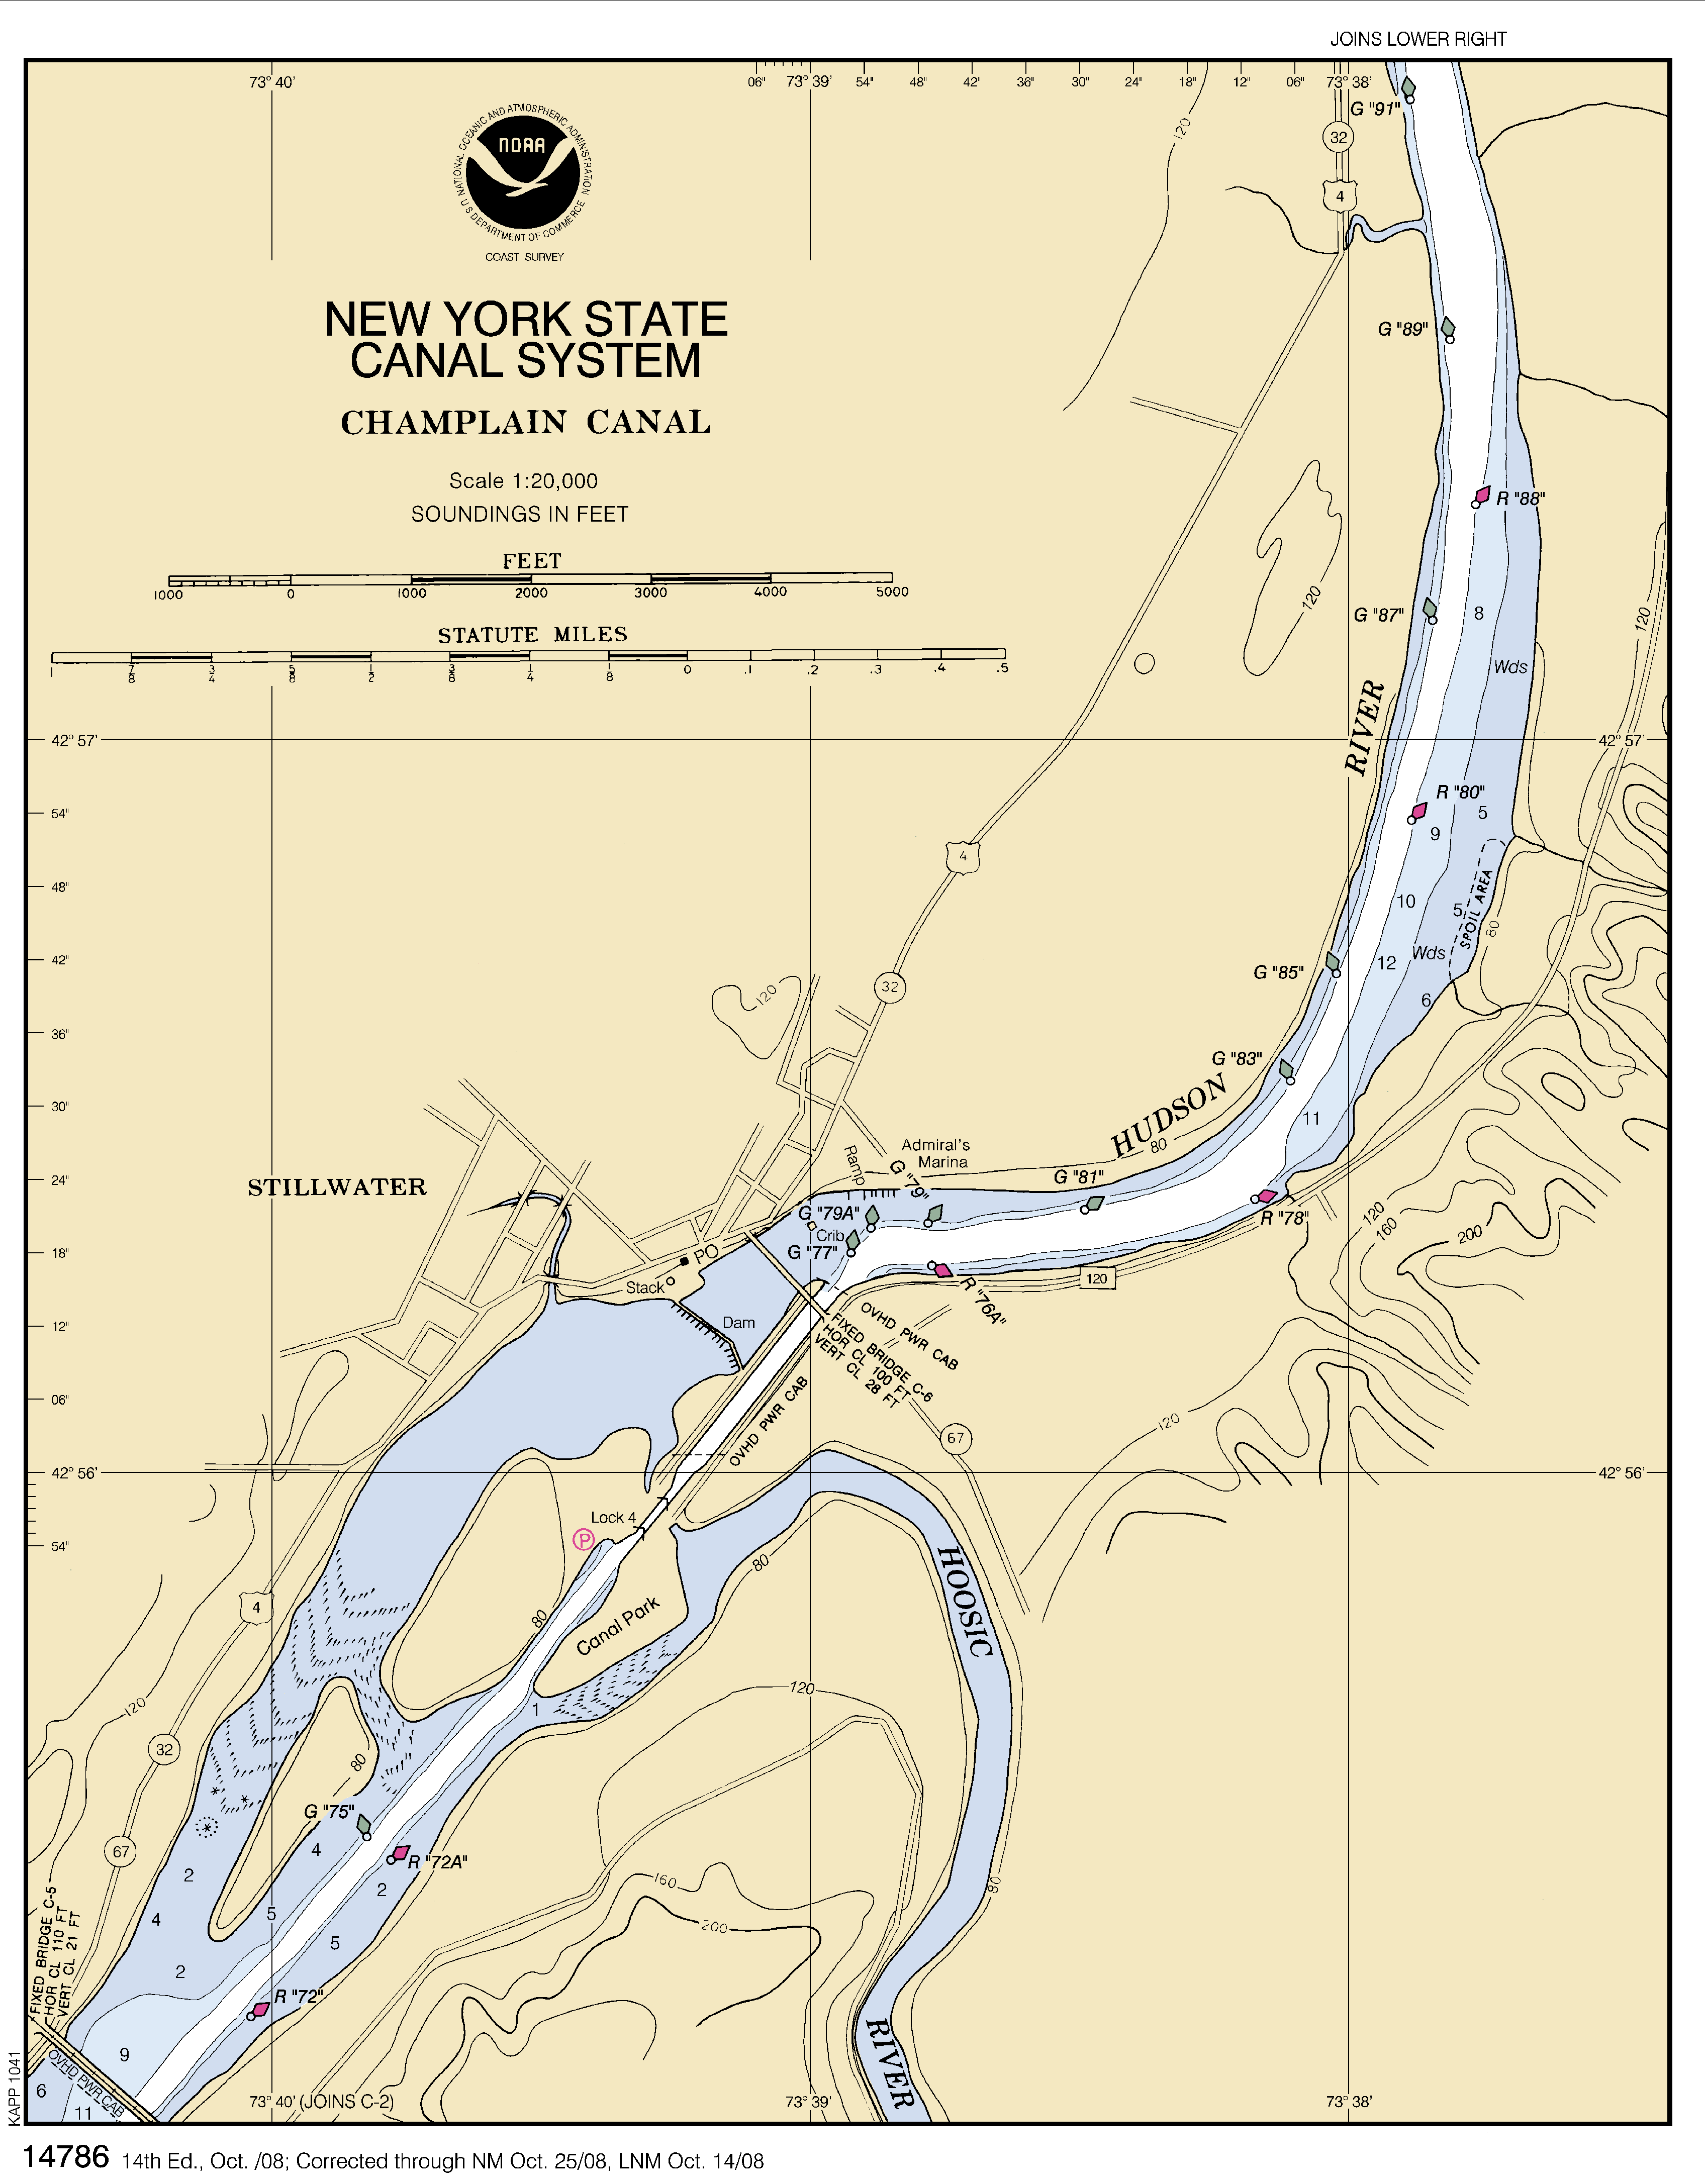 JOINS LOWER RIGHT
73° 40'
06"
73° 39'
54"
48"
42"
36"
30"
24"
18"
12"
06"
73° 38'
NATIONAL OCEANIC AND ATMOSPHERIC ADMINISTRATION
U S DEPARTMENT OF COMMERCE
NOAA
COAST SURVEY
NEW YORK STATE
CANAL SYSTEM
CHAMPLAIN CANAL
Scale 1:20,000
SOUNDINGS IN FEET
FEET
1000 0 1000 2000 3000 4000 5000
STATUTE MILES
1 7/8 3/4 5/8 1/2 3/8 1/4 1/8 0 .1 .2 .3 .4 .5
G "91"
32
4
120
G "89"
R "88"
120
G "87"
8
120
Wds
RIVER
42° 57'
42° 57'
R "80"
54"
5
9
4
48"
10
5
SPOIL AREA
80
42"
Wds
12
G "85"
6
32
120
36"
G "83"
30"
HUDSON
11
80
Admiral's
Marina
Ramp
G "79"
24"
STILLWATER
G "81"
G "79A"
R "78"
120
160
200
Crib
G "77"
18"
PO
Stack
120
R "76A"
12"
Dam
OVHD PWR CAB
FIXED BRIDGE C-6
HOR CL 100 FT
VERT CL 28 FT
OVHD PWR CAB
06"
120
67
42° 56'
42° 56'
Lock 4
P
54"
80
HOOSIC
4
80
Canal Park
120
1
120
32
80
G "75"
67
4
R "72A"
2
2
160
80
5
4
200
5
2
FIXED BRIDGE C-5
HOR CL 110 FT
VERT CL 21 FT
R "72"
RIVER
9
OVHD PWR CAB
6
11
73° 40' (JOINS C-2)
73° 39'
73° 38'
KAPP 1041
14786 14th Ed., Oct. /08; Corrected through NM Oct. 25/08, LNM Oct. 14/08